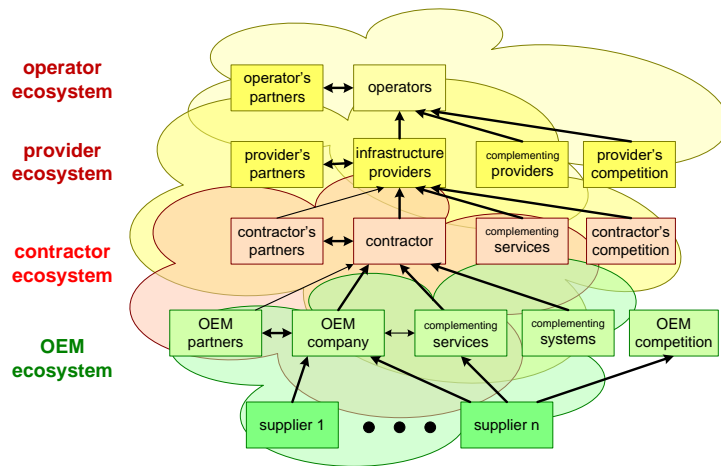 operator
ecosystem
operator's
partners
operators
provider
ecosystem
provider's
partners
infrastructure
providers
complementing
providers
provider's
competition
contractor
ecosystem
contractor's
partners
contractor
complementing
services
contractor's
competition
OEM
ecosystem
OEM
partners
OEM
company
complementing
services
complementing
systems
OEM
competition
supplier 1
supplier n